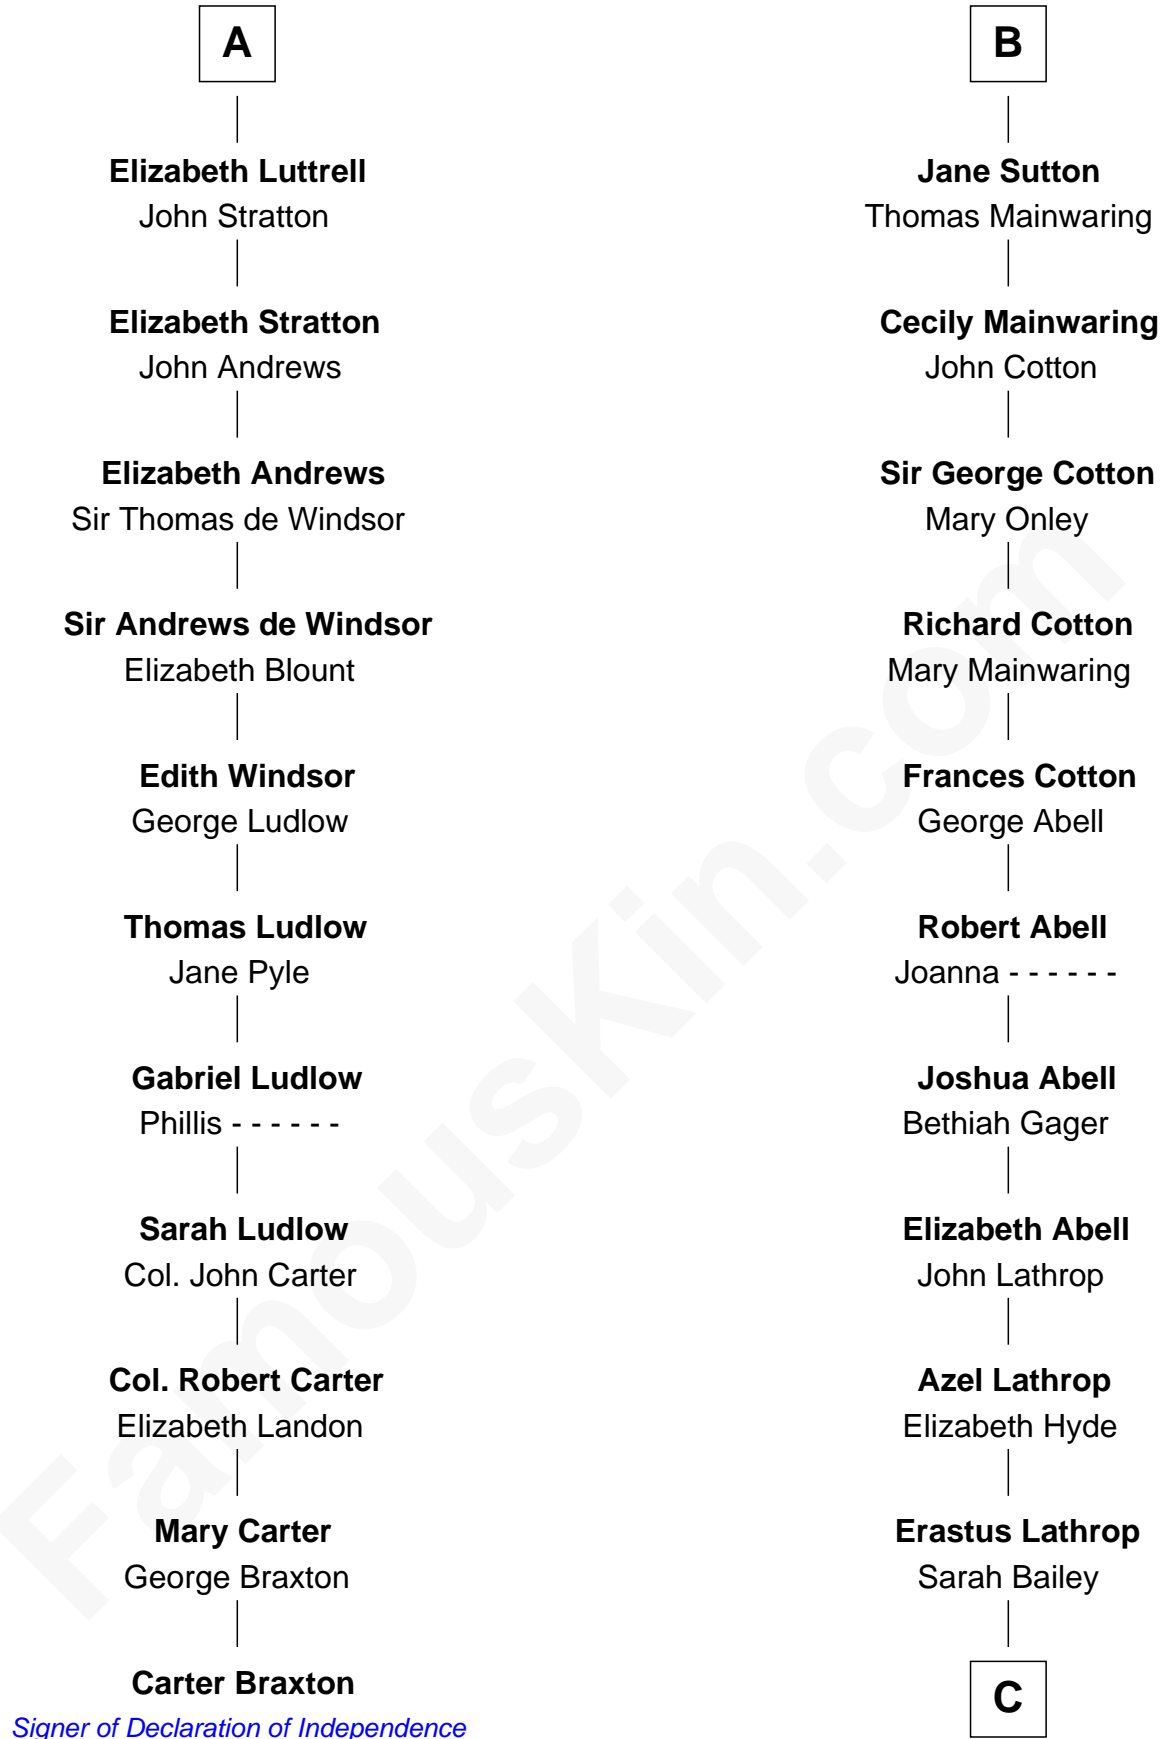 A
Elizabeth Luttrell
John Stratton
Elizabeth Stratton
John Andrews
Elizabeth Andrews
Sir Thomas de Windsor
Sir Andrews de Windsor
Elizabeth Blount
Edith Windsor
George Ludlow
Thomas Ludlow
Jane Pyle
Gabriel Ludlow
Phillis - - - - - -
Sarah Ludlow
Col. John Carter
Col. Robert Carter
Elizabeth Landon
Mary Carter
George Braxton
Carter Braxton
Signer of Declaration of Independence
B
Jane Sutton
Thomas Mainwaring
Cecily Mainwaring
John Cotton
Sir George Cotton
Mary Onley
Richard Cotton
Mary Mainwaring
Frances Cotton
George Abell
Robert Abell
Joanna - - - - - -
Joshua Abell
Bethiah Gager
Elizabeth Abell
John Lathrop
Azel Lathrop
Elizabeth Hyde
Erastus Lathrop
Sarah Bailey
C
FamousKin.com